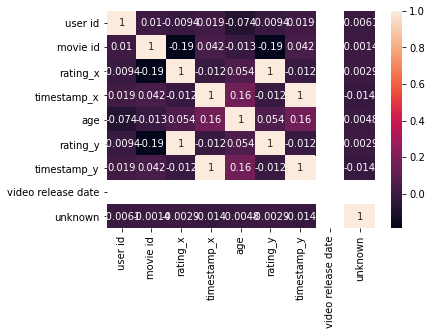 1.0
user id 1 0.01 -0.0094 0.019 -0.074 -0.0094 0.019 -0.0061
0.8
movie id 0.01 1 -0.19 0.042 -0.013 -0.19 0.042 -0.0014
rating_x -0.0094 -0.19 1 -0.012 0.054 1 -0.012 -0.0029
0.6
timestamp_x 0.019 0.042 -0.012 1 0.16 -0.012 1 -0.014
age -0.074 -0.013 0.054 0.16 1 0.054 0.16 -0.0048
0.4
rating_y -0.0094 -0.19 1 -0.012 0.054 1 -0.012 -0.0029
0.2
timestamp_y 0.019 0.042 -0.012 1 0.16 -0.012 1 -0.014
video release date
0.0
unknown -0.0061 -0.0014 -0.0029 -0.014 -0.0048 -0.0029 -0.014 1
user id
movie id
rating_x
timestamp_x
age
rating_y
timestamp_y
video release date
unknown